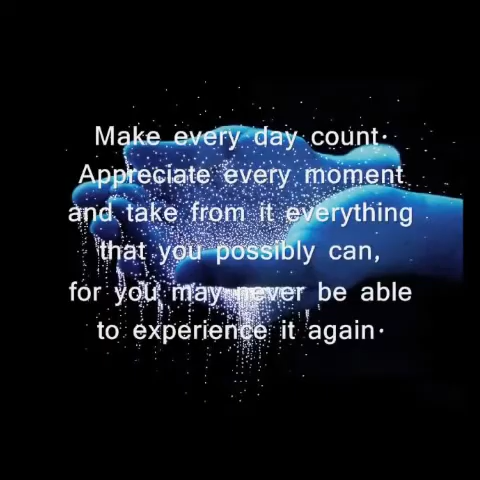 Make every day count.
Appreciate every moment
and take from it everything
that you possibly can,
for you may never be able
to experience it again.